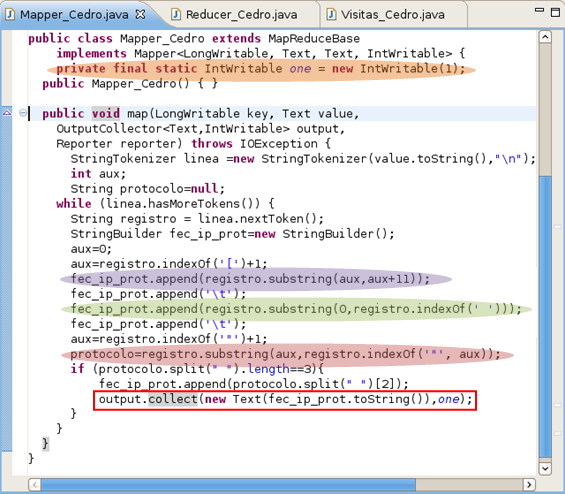 Mapper_Cedro.java Reducer_Cedro.java Visitas_Cedro.java
public class Mapper_Cedro extends MapReduceBase
implements Mapper<LongWritable, Text, Text, IntWritable> {
private final static IntWritable one = new IntWritable(1);
public Mapper_Cedro() { }
public void map(LongWritable key, Text value,
OutputCollector<Text,IntWritable> output,
Reporter reporter) throws IOException {
StringTokenizer linea =new StringTokenizer(value.toString(),"\n");
int aux;
String protocolo=null;
while (linea.hasMoreTokens()) {
String registro = linea.nextToken();
StringBuilder fec_ip_prot=new StringBuilder();
aux=0;
aux=registro.indexOf('[')+1;
fec_ip_prot.append(registro.substring(aux,aux+11));
fec_ip_prot.append('\t');
fec_ip_prot.append(registro.substring(0,registro.indexOf(' ')));
fec_ip_prot.append('\t');
aux=registro.indexOf('"')+1;
protocolo=registro.substring(aux,registro.indexOf('"', aux));
if (protocolo.split(" ").length==3){
fec_ip_prot.append(protocolo.split(" ")[2]);
output.collect(new Text(fec_ip_prot.toString()),one);
}
}
}
}